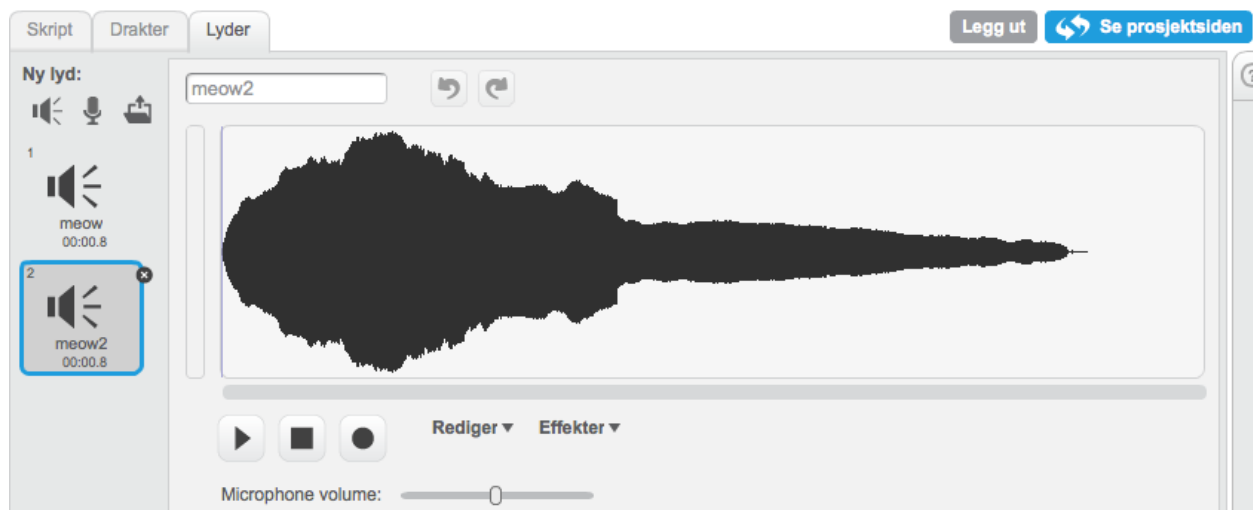 Skript Drakter Lyder Legg ut Se prosjektsiden
Ny lyd:
meow2
1
meow
00:00.8
2
meow2
00:00.8
Rediger Effekter
Microphone volume: